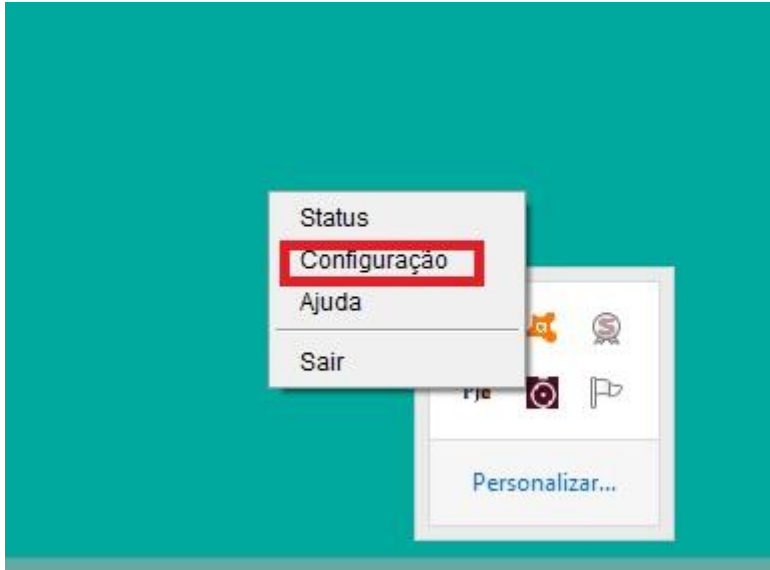 Status
Configuração
Ajuda
Sair
PJe
Personalizar...